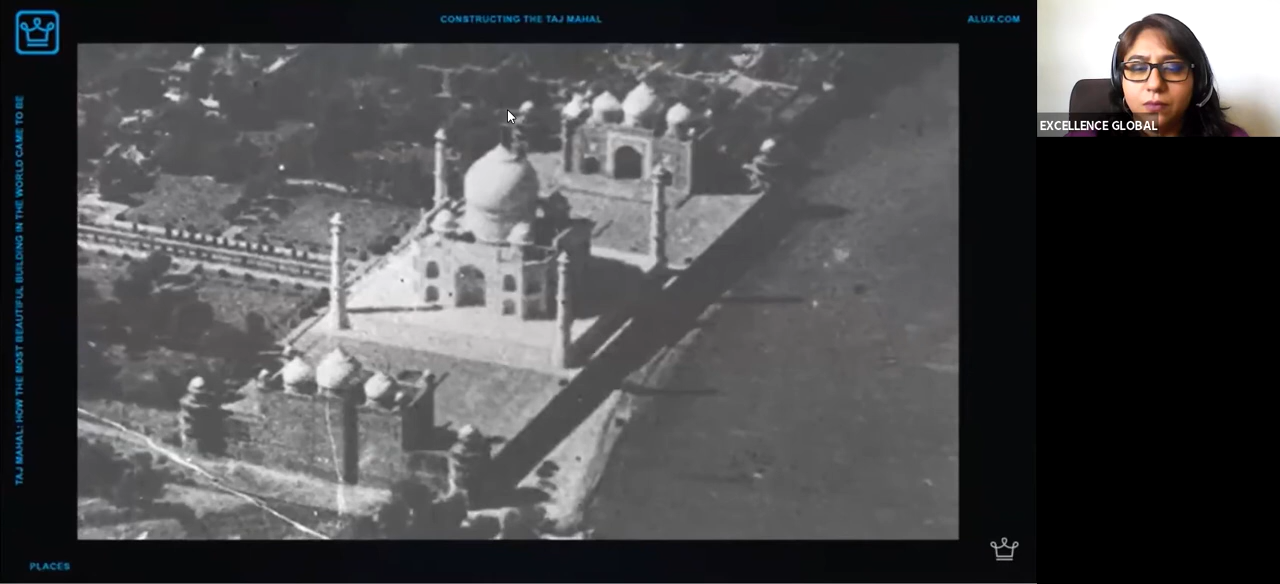 CONSTRUCTING THE TAJ MAHAL
ALUX.COM
TAJ MAHAL: HOW THE MOST BEAUTIFUL BUILDING IN THE WORLD CAME TO BE
EXCELLENCE GLOBAL
PLACES